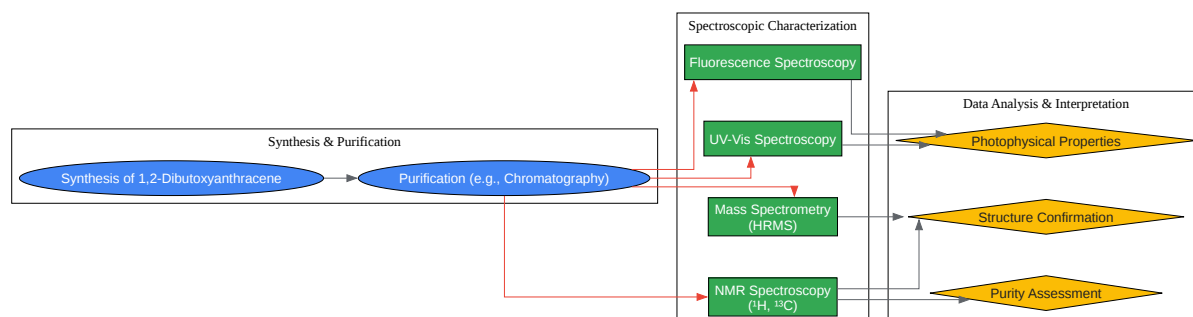 Spectroscopic Characterization
Fluorescence Spectroscopy
Data Analysis & Interpretation
Synthesis & Purification
UV-Vis Spectroscopy
Photophysical Properties
Synthesis of 1,2-Dibutoxyanthracene
Purification (e.g., Chromatography)
Mass Spectrometry
(HRMS)
Structure Confirmation
NMR Spectroscopy
(¹H, ¹³C)
Purity Assessment